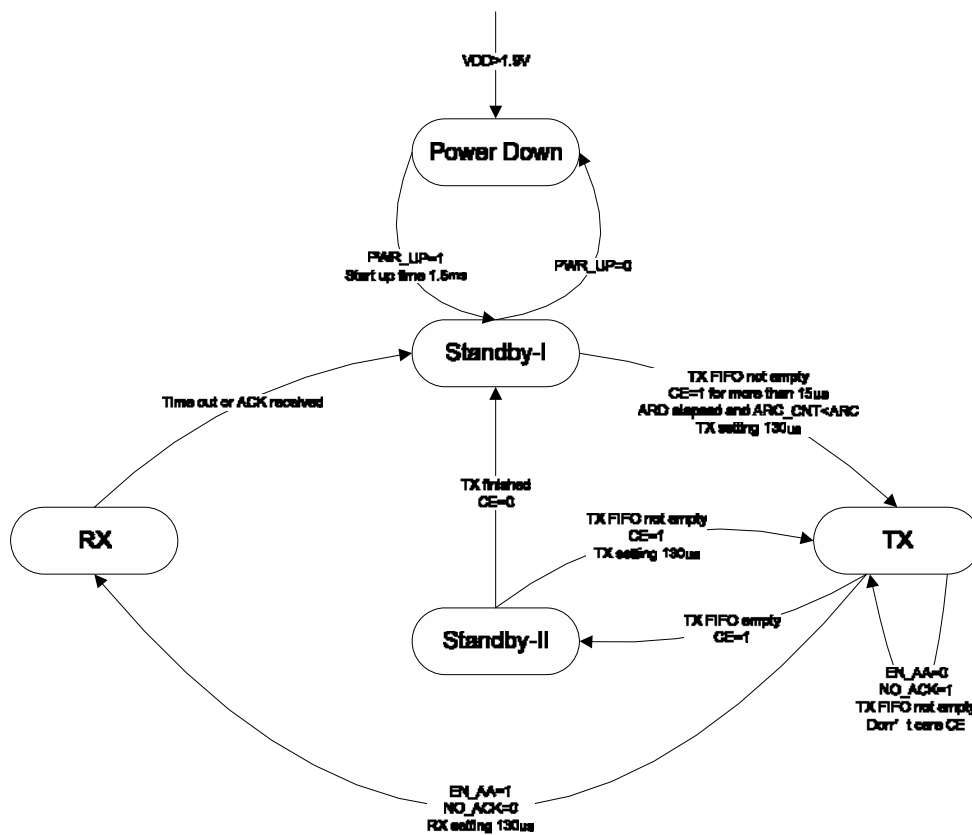 VDD>1.9V
Power Down
PWR_UP=1
Start up time 1.5ms
PWR_UP=0
Standby-I
Time out or ACK received
TX FIFO not empty
CE=1 for more than 15us
ARD elapsed and ARC_CNT<ARC
TX setting 130us
TX finished
CE=0
TX FIFO not empty
CE=1
TX setting 130us
RX
TX
Standby-II
TX FIFO empty
CE=1
EN_AA=0
NO_ACK=1
TX FIFO not empty
Don't care CE
EN_AA=1
NO_ACK=0
RX setting 130us